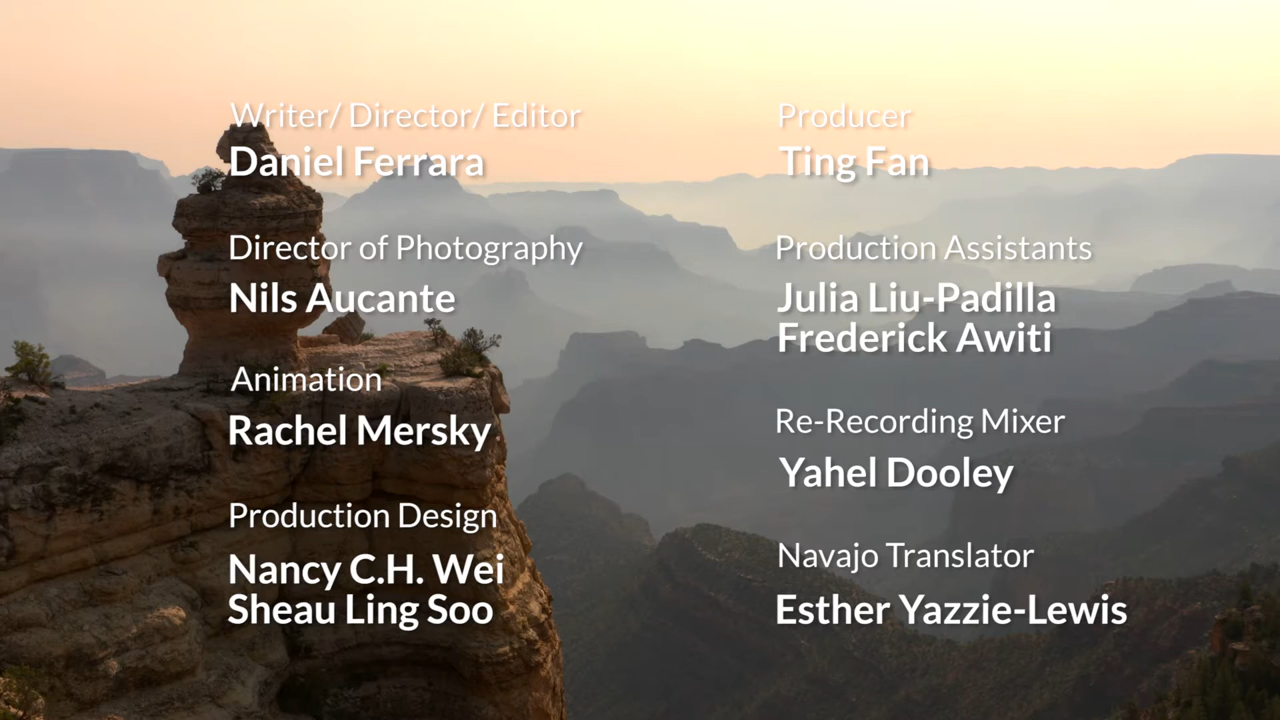 Writer/ Director/ Editor
Daniel Ferrara
Director of Photography
Nils Aucante
Animation
Rachel Mersky
Production Design
Nancy C.H. Wei
Sheau Ling Soo
Producer
Ting Fan
Production Assistants
Julia Liu-Padilla
Frederick Awiti
Re-Recording Mixer
Yahel Dooley
Navajo Translator
Esther Yazzie-Lewis